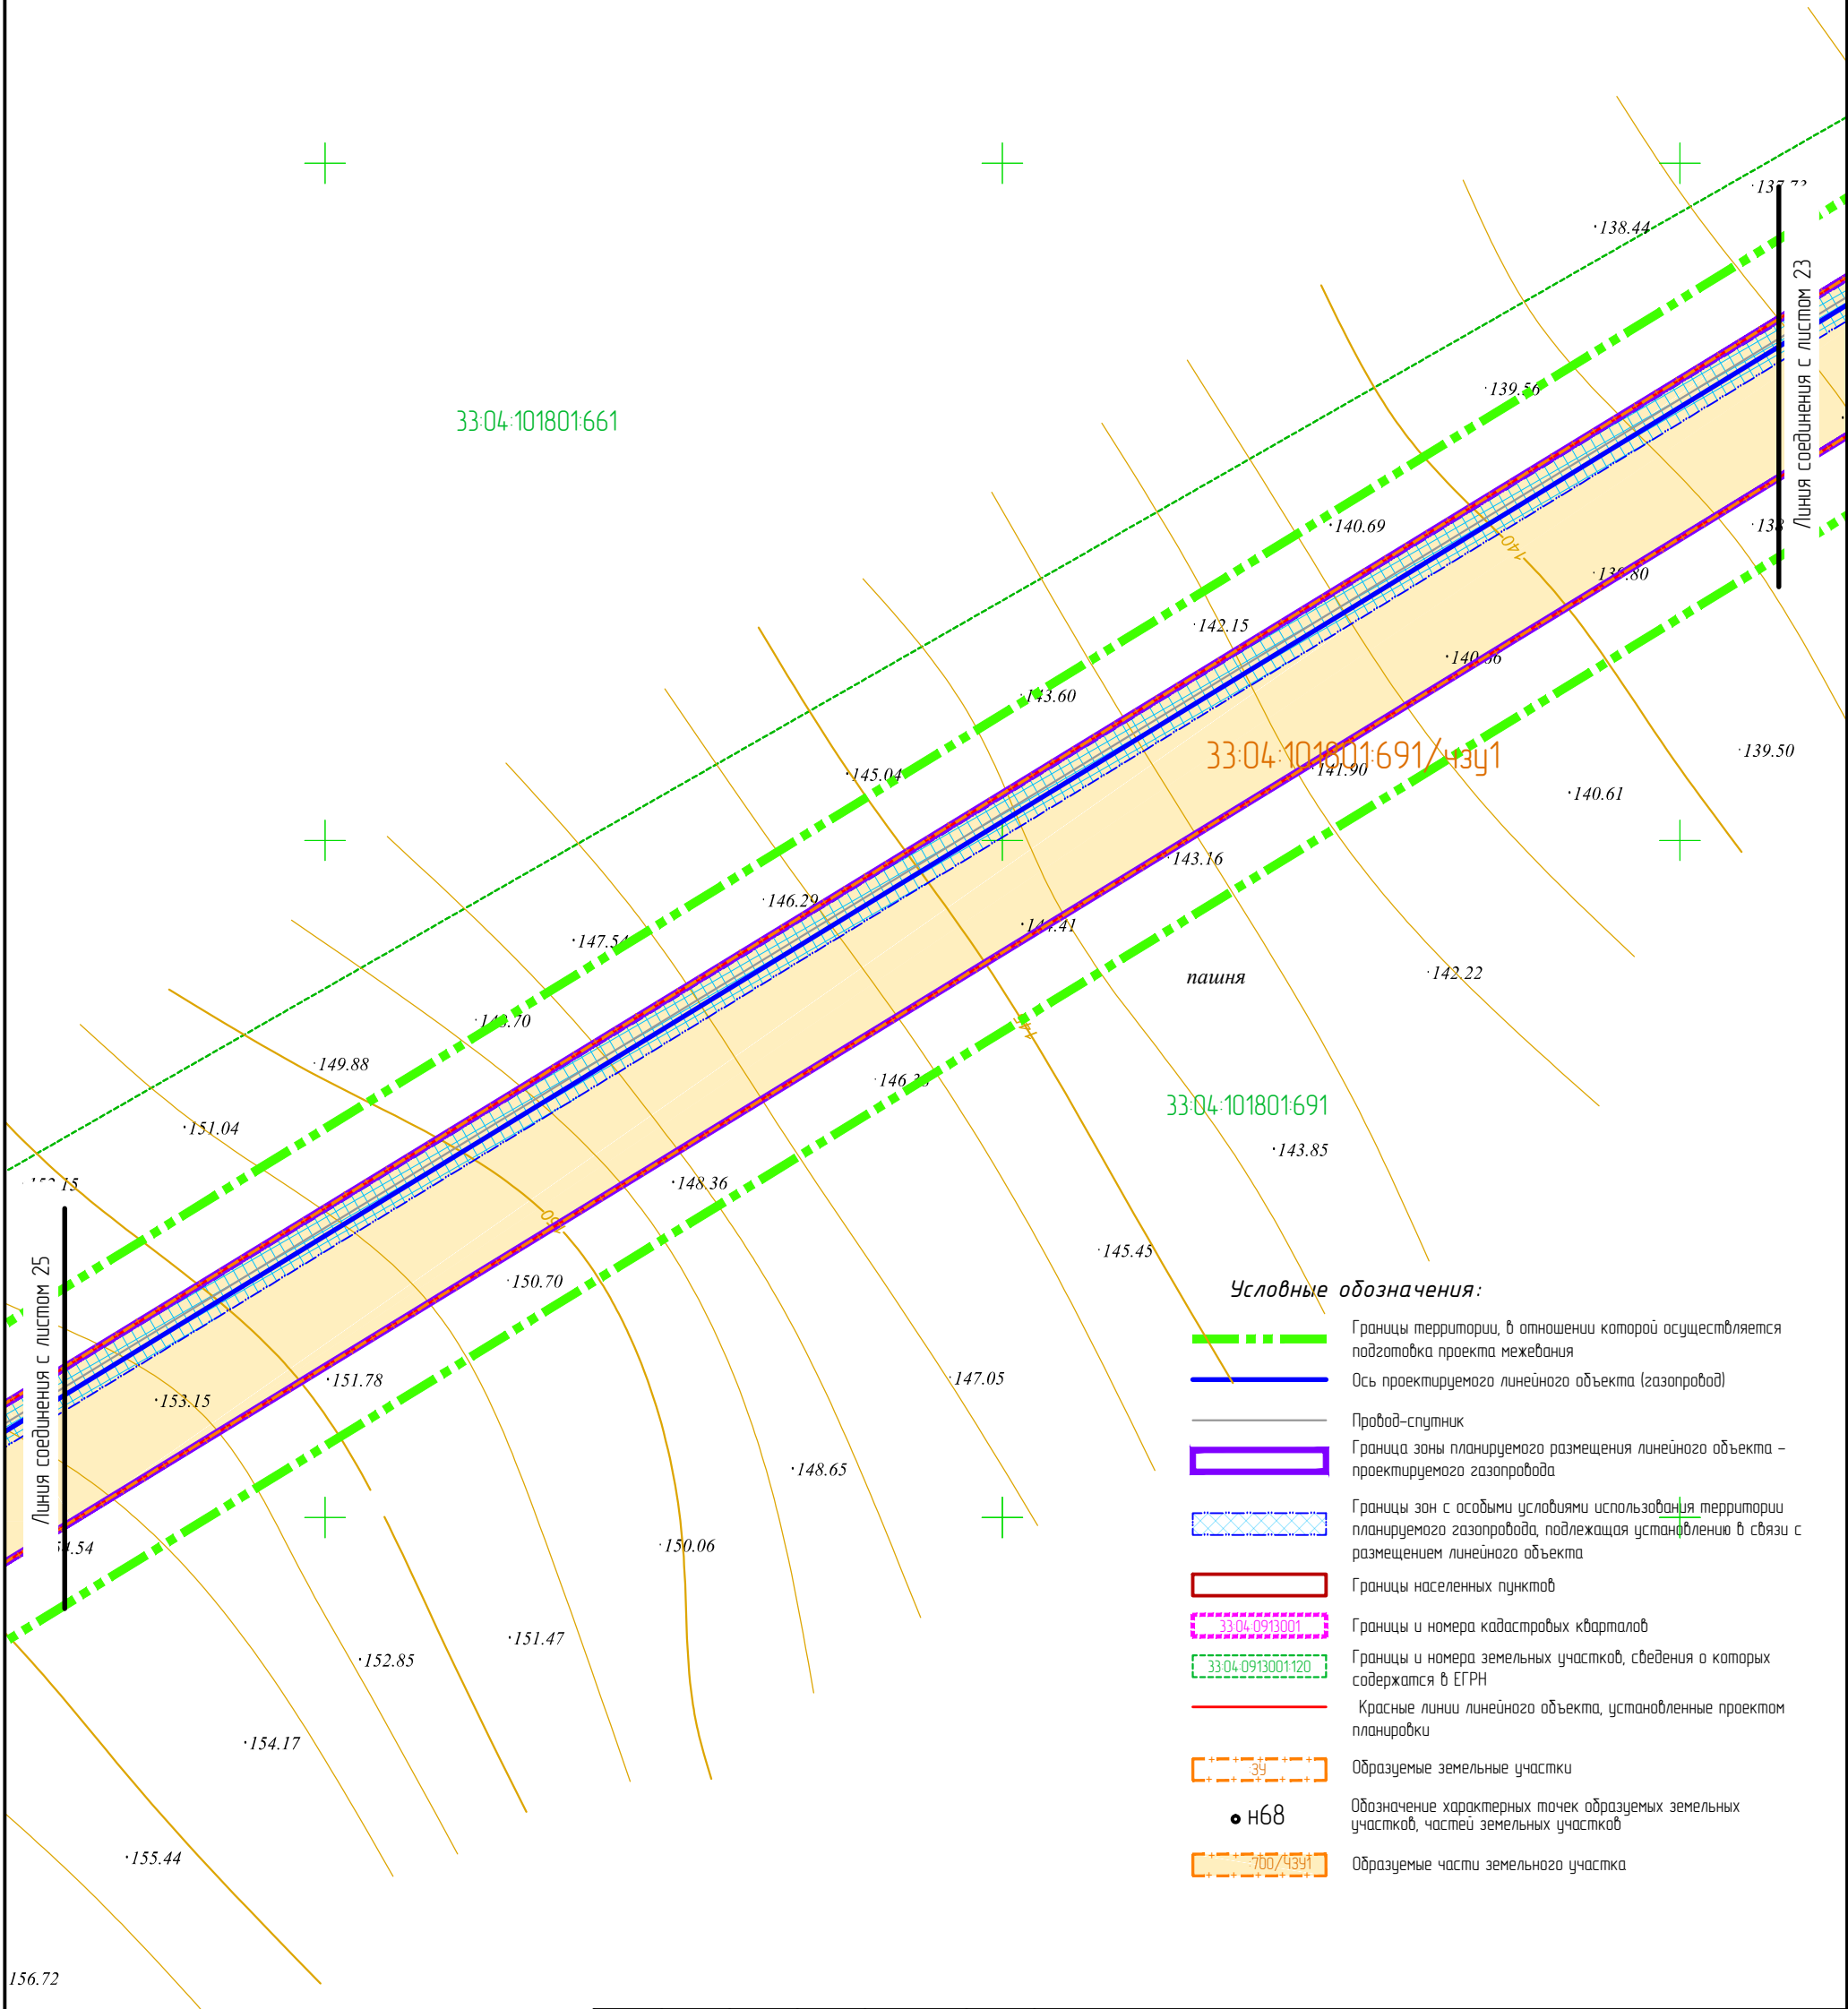 138.44
33:04:101801:661
139.56
Линия соединения с листом 23
140.69
140
139.80
142.15
143.60
33:04:101801:691/чзу1
139.50
145.04
141.90
140.61
143.16
146.29
147.54
142.22
пашня
149.88
145
33:04:101801:691
151.04
143.85
148.36
145.45
150.70
Линия соединения с листом 25
151.78
147.05
153.15
148.65
150.06
151.47
152.85
154.17
155.44
156.72
Условные обозначения:
Границы территории, в отношении которой осуществляется
подготовка проекта межевания
Ось проектируемого линейного объекта (газопровод)
Провод-спутник
Граница зоны планируемого размещения линейного объекта –
проектируемого газопровода
Границы зон с особыми условиями использования территории
планируемого газопровода, подлежащая установлению в связи с
размещением линейного объекта
Границы населенных пунктов
33:04:0913001
Границы и номера кадастровых кварталов
33:04:0913001:120
Границы и номера земельных участков, сведения о которых
содержатся в ЕГРН
Красные линии линейного объекта, установленные проектом
планировки
:ЗУ
Образуемые земельные участки
н68
Обозначение характерных точек образуемых земельных
участков, частей земельных участков
:700/ЧЗУ1
Образуемые части земельного участка